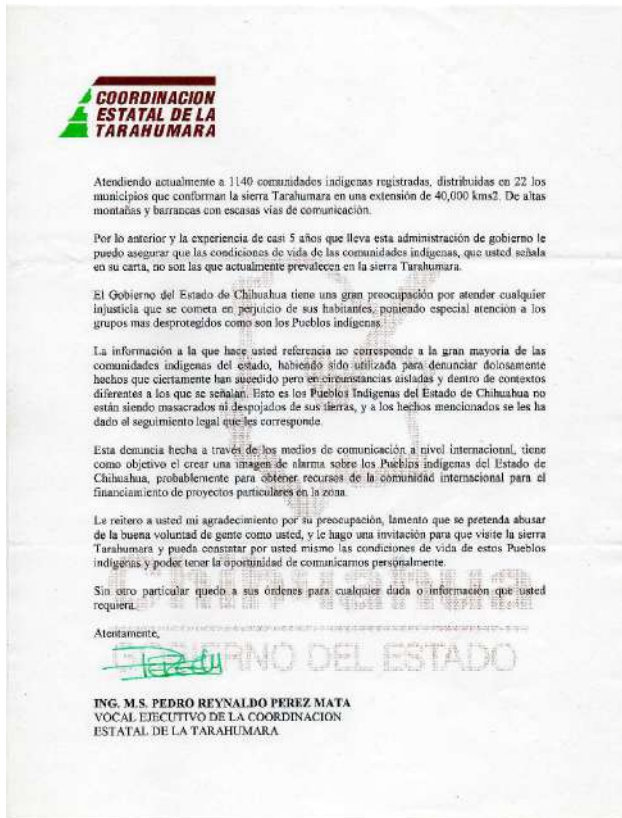 COORDINACION
ESTATAL DE LA
TARAHUMARA
Atendiendo actualmente a 1140 comunidades indígenas registradas, distribuidas en 22 los
municipios que conforman la sierra Tarahumara en una extensión de 40,000 kms2. De altas
montañas y barrancas con escasas vías de comunicación.
Por lo anterior y la experiencia de casi 5 años que lleva esta administración de gobierno le
puedo asegurar que las condiciones de vida de las comunidades indígenas, que usted señala
en su carta, no son las que actualmente prevalecen en la sierra Tarahumara.
El Gobierno del Estado de Chihuahua tiene una gran preocupación por atender cualquier
injusticia que se cometa en perjuicio de sus habitantes, poniendo especial atención a los
grupos mas desprotegidos como son los Pueblos indígenas.
La información a la que hace usted referencia no corresponde a la gran mayoría de las
comunidades indígenas del estado, habiendo sido utilizada para denunciar dolosamente
hechos que ciertamente han sucedido pero en circunstancias aisladas y dentro de contextos
diferentes a los que se señalan. Esto es los Pueblos Indígenas del Estado de Chihuahua no
están siendo masacrados ni despojados de sus tierras, y a los hechos mencionados se les ha
dado el seguimiento legal que les corresponde.
Esta denuncia hecha a través de los medios de comunicación a nivel internacional, tiene
como objetivo el crear una imagen de alarma sobre los Pueblos indígenas del Estado de
Chihuahua, probablemente para obtener recursos de la comunidad internacional para el
financiamiento de proyectos particulares en la zona.
Le reitero a usted mi agradecimiento por su preocupación, lamento que se pretenda abusar
de la buena voluntad de gente como usted, y le hago una invitación para que visite la sierra
Tarahumara y pueda constatar por usted mismo las condiciones de vida de estos Pueblos
indígenas y poder tener la oportunidad de comunicarnos personalmente.
Chihuahua
Sin otro particular quedo a sus órdenes para cualquier duda o información que usted
requiera.
Atentamente,
GOBIERNO DEL ESTADO
ING. M.S. PEDRO REYNALDO PEREZ MATA
VOCAL EJECUTIVO DE LA COORDINACION
ESTATAL DE LA TARAHUMARA